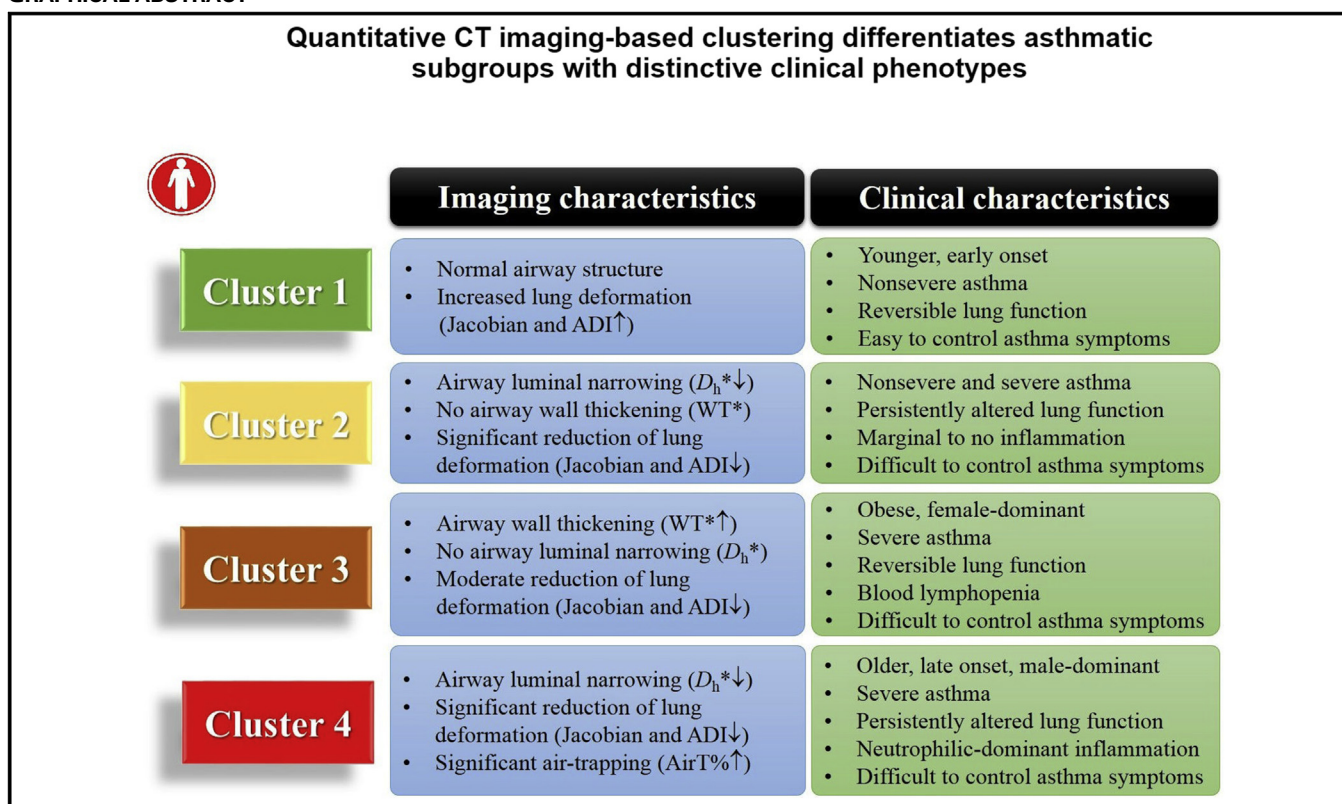 GRAPHICAL ABSTRACT
Quantitative CT imaging-based clustering differentiates asthmatic
subgroups with distinctive clinical phenotypes
Imaging characteristics
Clinical characteristics
Cluster 1
• Normal airway structure
• Increased lung deformation
(Jacobian and ADI↑)
• Younger, early onset
• Nonsevere asthma
• Reversible lung function
• Easy to control asthma symptoms
Cluster 2
• Airway luminal narrowing (Dh*↓)
• No airway wall thickening (WT*)
• Significant reduction of lung
deformation (Jacobian and ADI↓)
• Nonsevere and severe asthma
• Persistently altered lung function
• Marginal to no inflammation
• Difficult to control asthma symptoms
Cluster 3
• Airway wall thickening (WT*↑)
• No airway luminal narrowing (Dh*)
• Moderate reduction of lung
deformation (Jacobian and ADI↓)
• Obese, female-dominant
• Severe asthma
• Reversible lung function
• Blood lymphopenia
• Difficult to control asthma symptoms
Cluster 4
• Airway luminal narrowing (Dh*↓)
• Significant reduction of lung
deformation (Jacobian and ADI↓)
• Significant air-trapping (AirT%↑)
• Older, late onset, male-dominant
• Severe asthma
• Persistently altered lung function
• Neutrophilic-dominant inflammation
• Difficult to control asthma symptoms